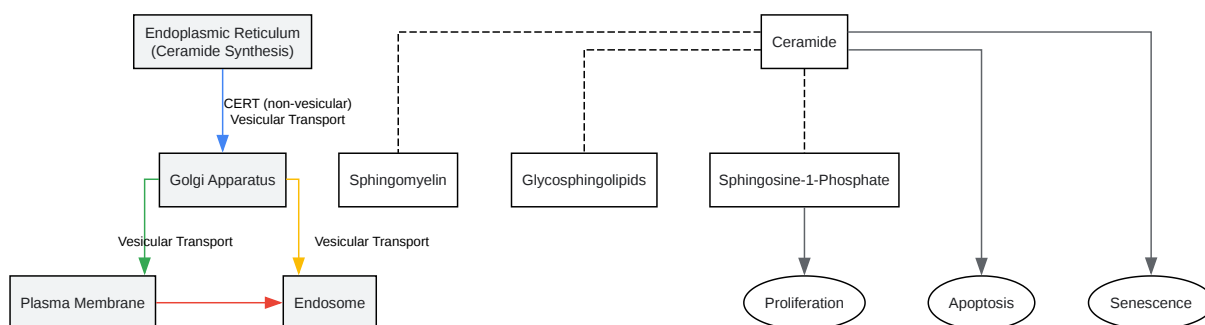 Endoplasmic Reticulum
(Ceramide Synthesis)
Ceramide
CERT (non-vesicular)
Vesicular Transport
Golgi Apparatus
Sphingomyelin
Glycosphingolipids
Sphingosine-1-Phosphate
Vesicular Transport
Vesicular Transport
Plasma Membrane
Endosome
Proliferation
Apoptosis
Senescence